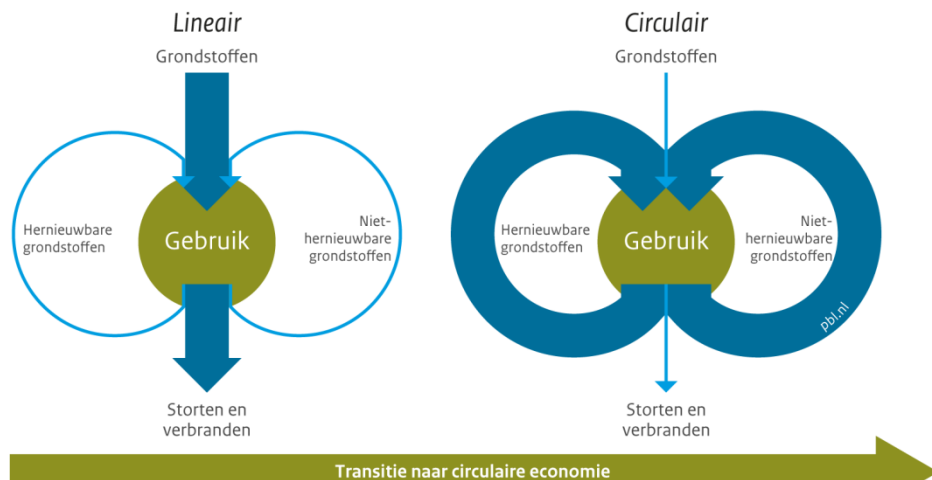 Lineair
Grondstoffen
Hernieuwbare
grondstoffen
Gebruik
Niet-
hernieuwbare
grondstoffen
Storten en
verbranden
Circulair
Grondstoffen
Hernieuwbare
grondstoffen
Gebruik
Niet-
hernieuwbare
grondstoffen
pbl.nl
Storten en
verbranden
Transitie naar circulaire economie